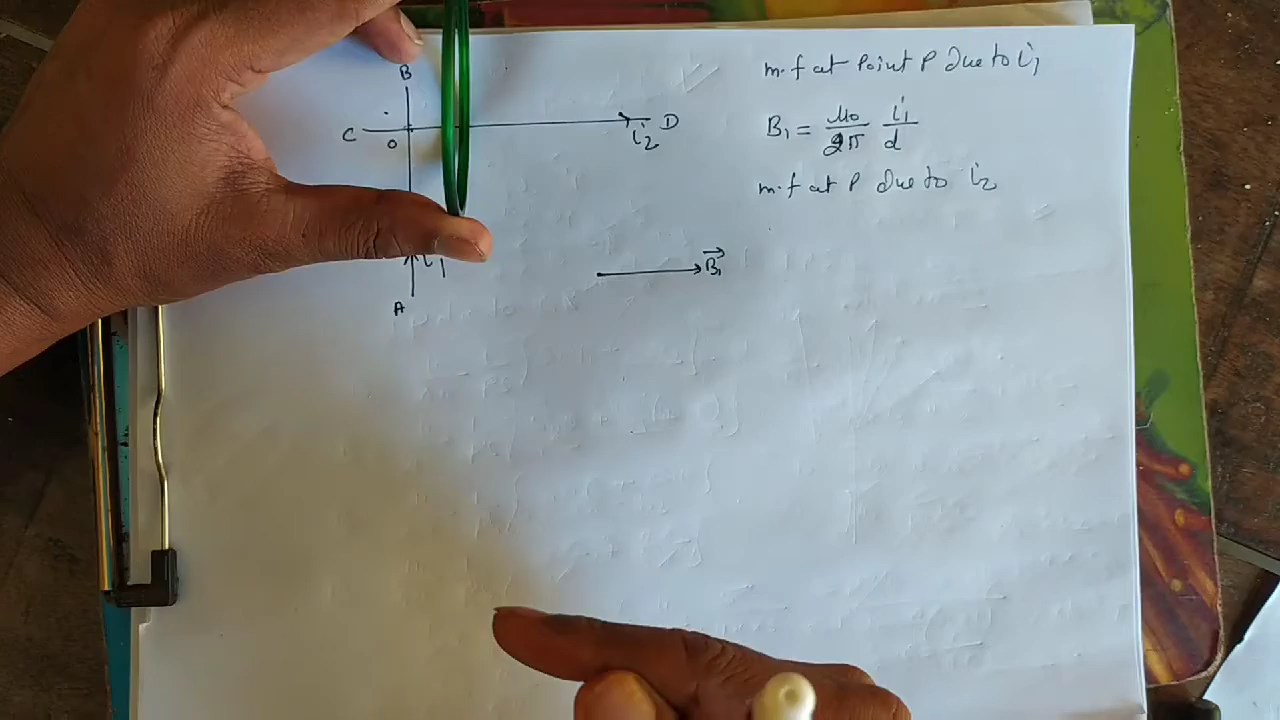 m.f at Point P Due to i₁
B₁ = μ₀/2π i₁/d
m.f at P due to i₂
B
C
O
D
i₂
i₁
A
B₁